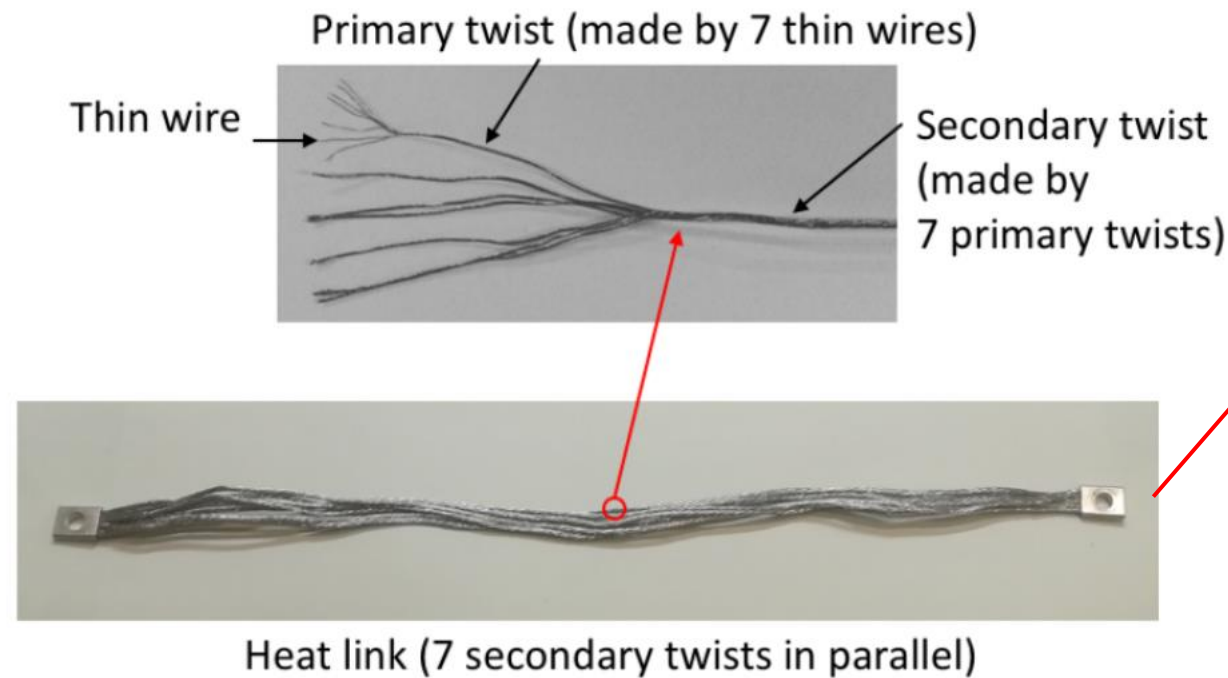 Primary twist (made by 7 thin wires)
Thin wire
Secondary twist
(made by
7 primary twists)
Heat link (7 secondary twists in parallel)